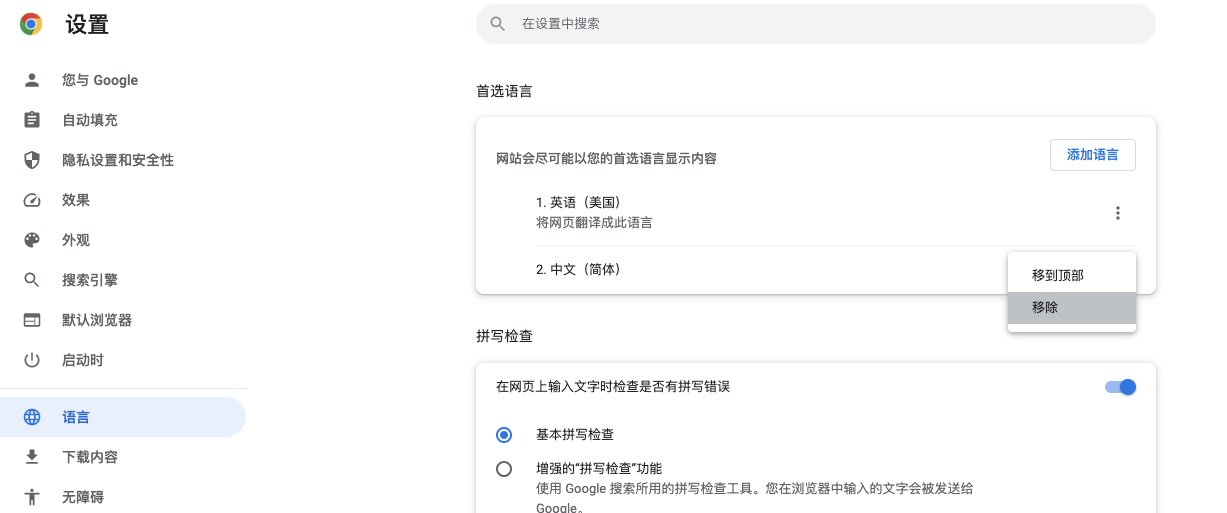 设置
在设置中搜索
您与 Google
自动填充
隐私设置和安全性
效果
外观
搜索引擎
默认浏览器
启动时
语言
下载内容
无障碍
首选语言
网站会尽可能以您的首选语言显示内容
添加语言
1. 英语（美国）
将网页翻译成此语言
2. 中文（简体）
移到顶部
移除
拼写检查
在网页上输入文字时检查是否有拼写错误
基本拼写检查
增强的“拼写检查”功能
使用 Google 搜索所用的拼写检查工具。您在浏览器中输入的文字会被发送给
Google。